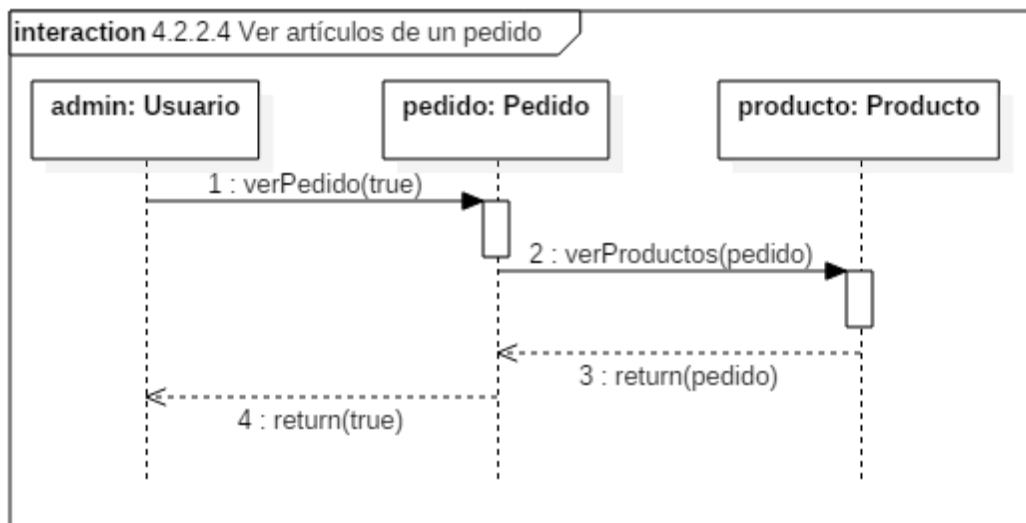 interaction 4.2.2.4 Ver artículos de un pedido
admin: Usuario
pedido: Pedido
producto: Producto
1 : verPedido(true)
2 : verProductos(pedido)
3 : return(pedido)
4 : return(true)